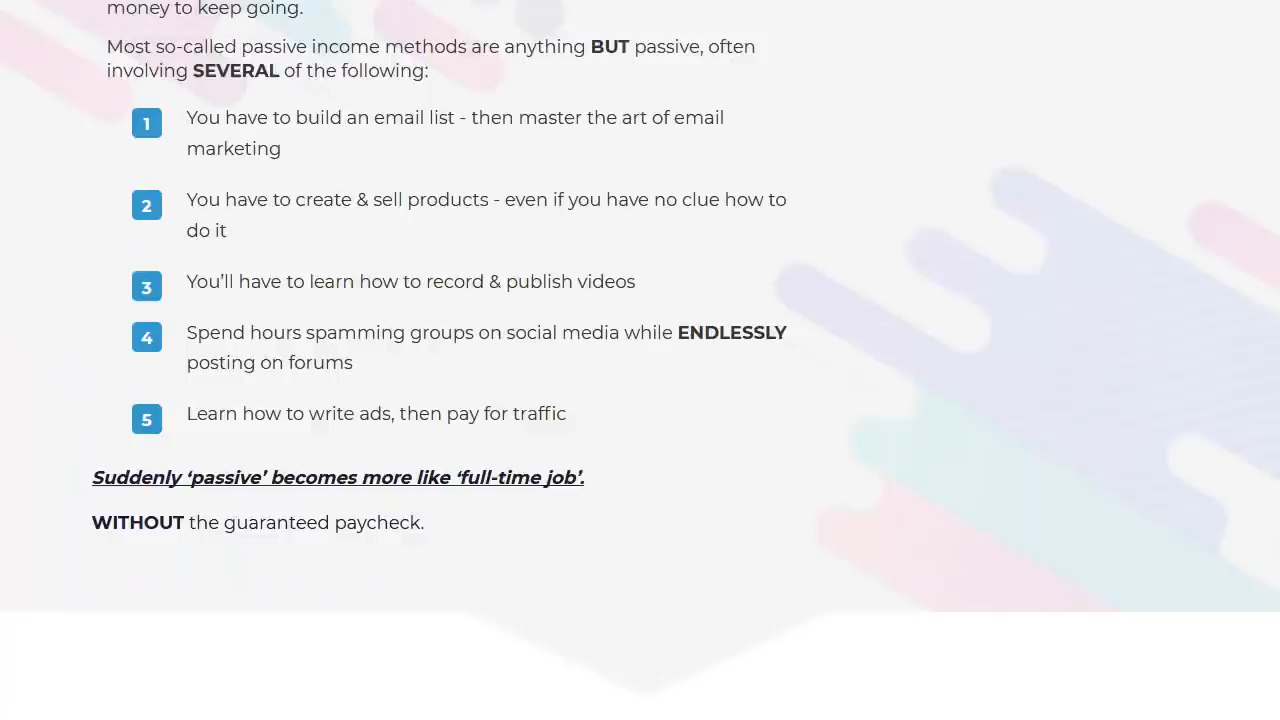 money to keep going.
Most so-called passive income methods are anything BUT passive, often
involving SEVERAL of the following:
1 You have to build an email list - then master the art of email
marketing
2 You have to create & sell products - even if you have no clue how to
do it
3 You’ll have to learn how to record & publish videos
4 Spend hours spamming groups on social media while ENDLESSLY
posting on forums
5 Learn how to write ads, then pay for traffic
Suddenly ‘passive’ becomes more like ‘full-time job’.
WITHOUT the guaranteed paycheck.